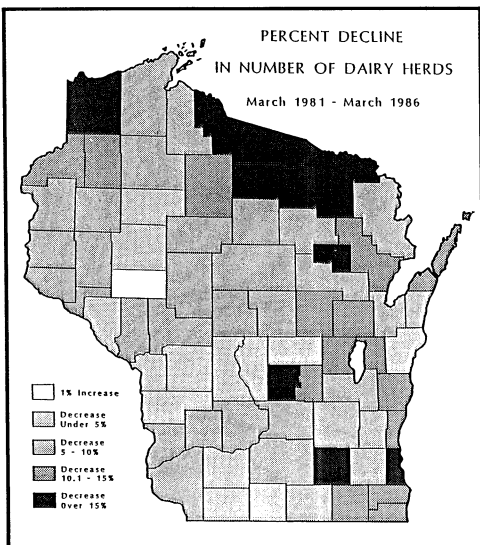 PERCENT DECLINE
IN NUMBER OF DAIRY HERDS
March 1981 - March 1986
1% Increase
Decrease
Under 5%
Decrease
5 - 10%
Decrease
10.1 - 15%
Decrease
Over 15%